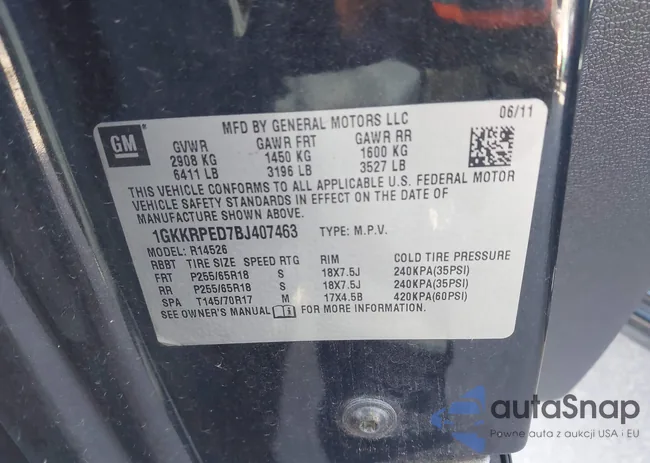 MFD BY GENERAL MOTORS LLC
06/11
GM
GVWR GAWR FRT GAWR RR
2908 KG 1450 KG 1600 KG
6411 LB 3196 LB 3527 LB
THIS VEHICLE CONFORMS TO ALL APPLICABLE U.S. FEDERAL MOTOR
VEHICLE SAFETY STANDARDS IN EFFECT ON THE DATE OF
MANUFACTURE SHOWN ABOVE.
1GKKRPED7BJ407463 TYPE: M.P.V.
MODEL: R14526
RBBT TIRE SIZE SPEED RTG RIM COLD TIRE PRESSURE
FRT P255/65R18 S 18X7.5J 240KPA(35PSI)
RR P255/65R18 S 18X7.5J 240KPA(35PSI)
SPA T145/70R17 M 17X4.5B 420KPA(60PSI)
SEE OWNER'S MANUAL FOR MORE INFORMATION
autaSnap
Pewne auta z aukcji USA i EU